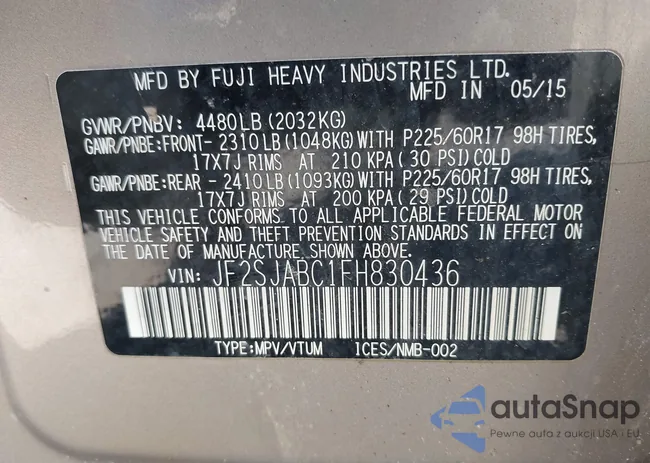 MFD BY FUJI HEAVY INDUSTRIES LTD.
MFD IN 05/15
GVWR/PNBV: 4480LB (2032KG)
GAWR/PNBE:FRONT- 2310LB (1048KG)WITH P225/60R17 98H TIRES,
17X7J RIMS AT 210 KPA ( 30 PSI) COLD
GAWR/PNBE:REAR - 2410LB (1093KG)WITH P225/60R17 98H TIRES,
17X7J RIMS AT 200 KPA ( 29 PSI) COLD
THIS VEHICLE CONFORMS TO ALL APPLICABLE FEDERAL MOTOR
VEHICLE SAFETY AND THEFT PREVENTION STANDARDS IN EFFECT
ON THE DATE OF MANUFACTURE SHOWN ABOVE.
VIN: JF2SJABC1FH830436
TYPE:MPV/VTUM ICES/NMB-002
autaSnap
Pewne auta z aukcji USA i EU